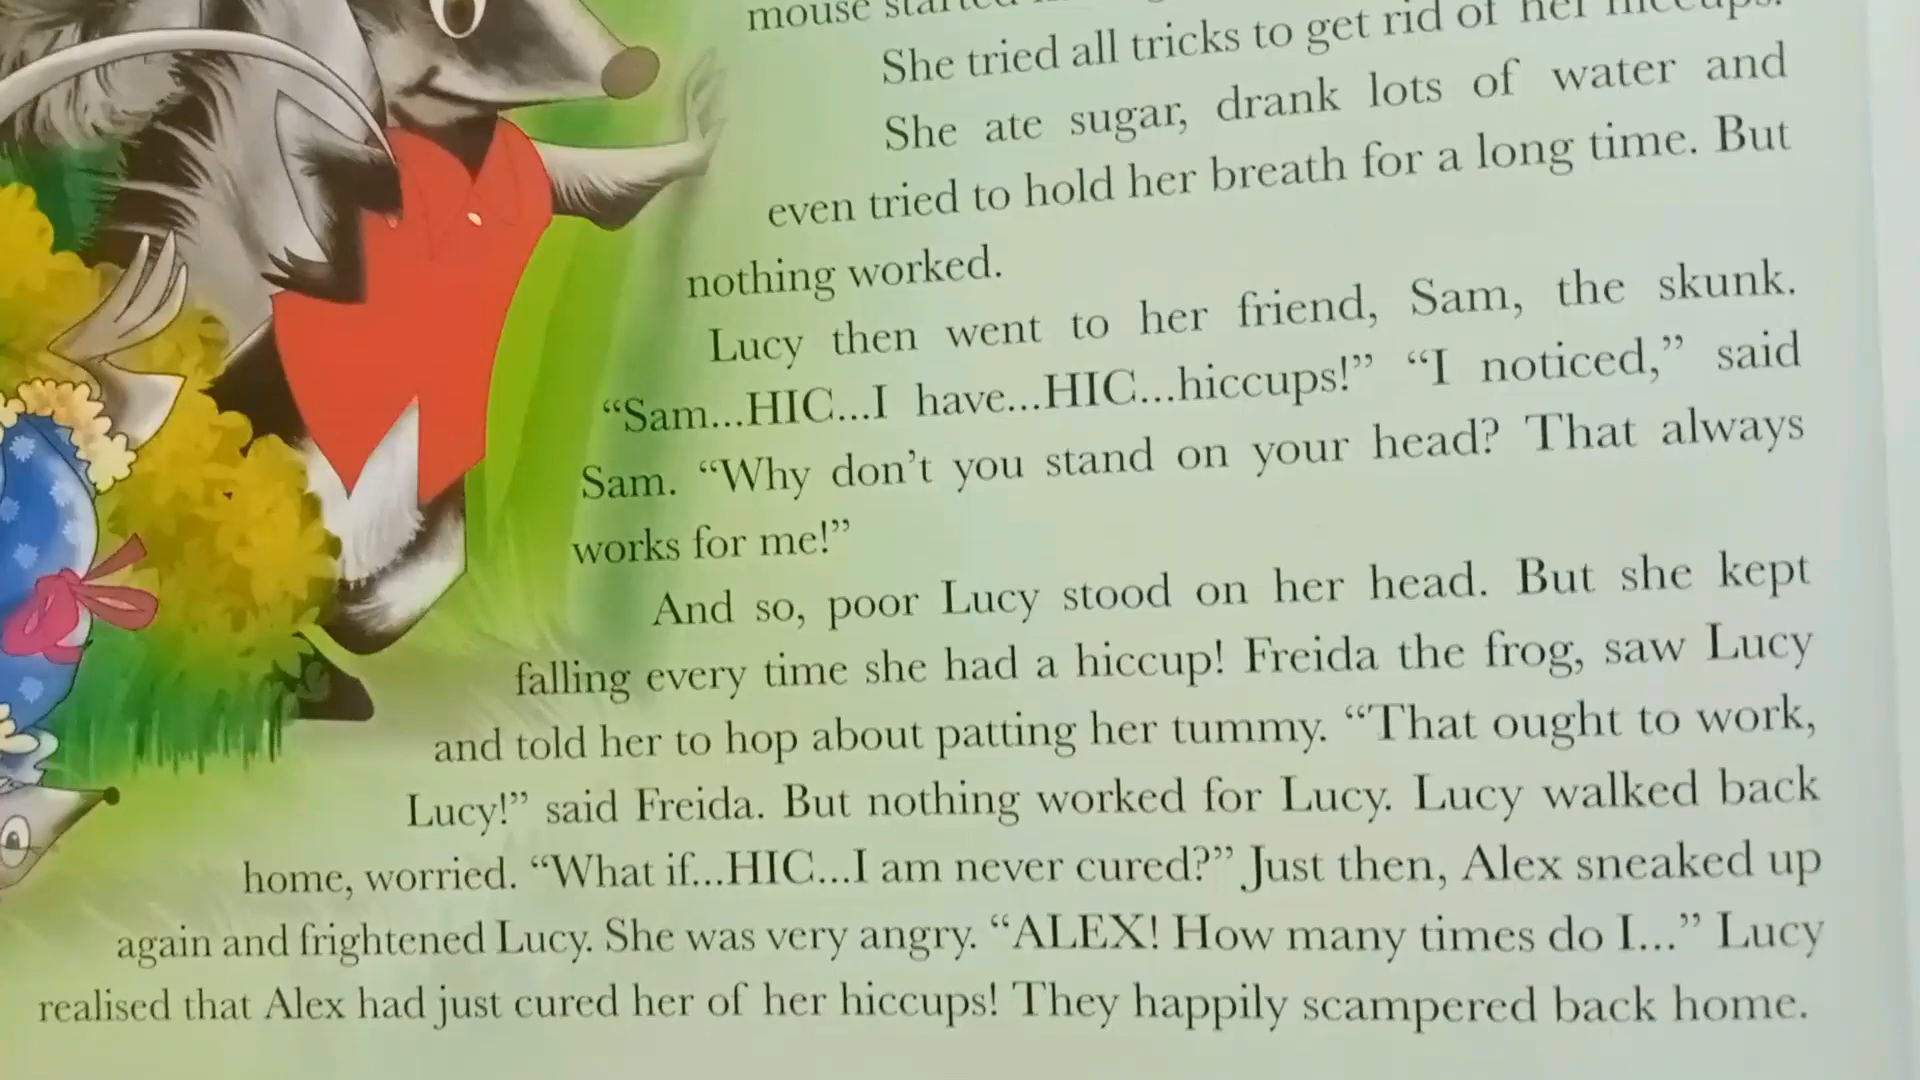 mouse started
She tried all tricks to get rid of her hiccups.
She ate sugar, drank lots of water and
even tried to hold her breath for a long time. But
nothing worked.
Lucy then went to her friend, Sam, the skunk.
“Sam...HIC...I have...HIC...hiccups!” “I noticed,” said
Sam. “Why don’t you stand on your head? That always
works for me!”
And so, poor Lucy stood on her head. But she kept
falling every time she had a hiccup! Freida the frog, saw Lucy
and told her to hop about patting her tummy. “That ought to work,
Lucy!” said Freida. But nothing worked for Lucy. Lucy walked back
home, worried. “What if...HIC...I am never cured?” Just then, Alex sneaked up
again and frightened Lucy. She was very angry. “ALEX! How many times do I...” Lucy
realised that Alex had just cured her of her hiccups! They happily scampered back home.